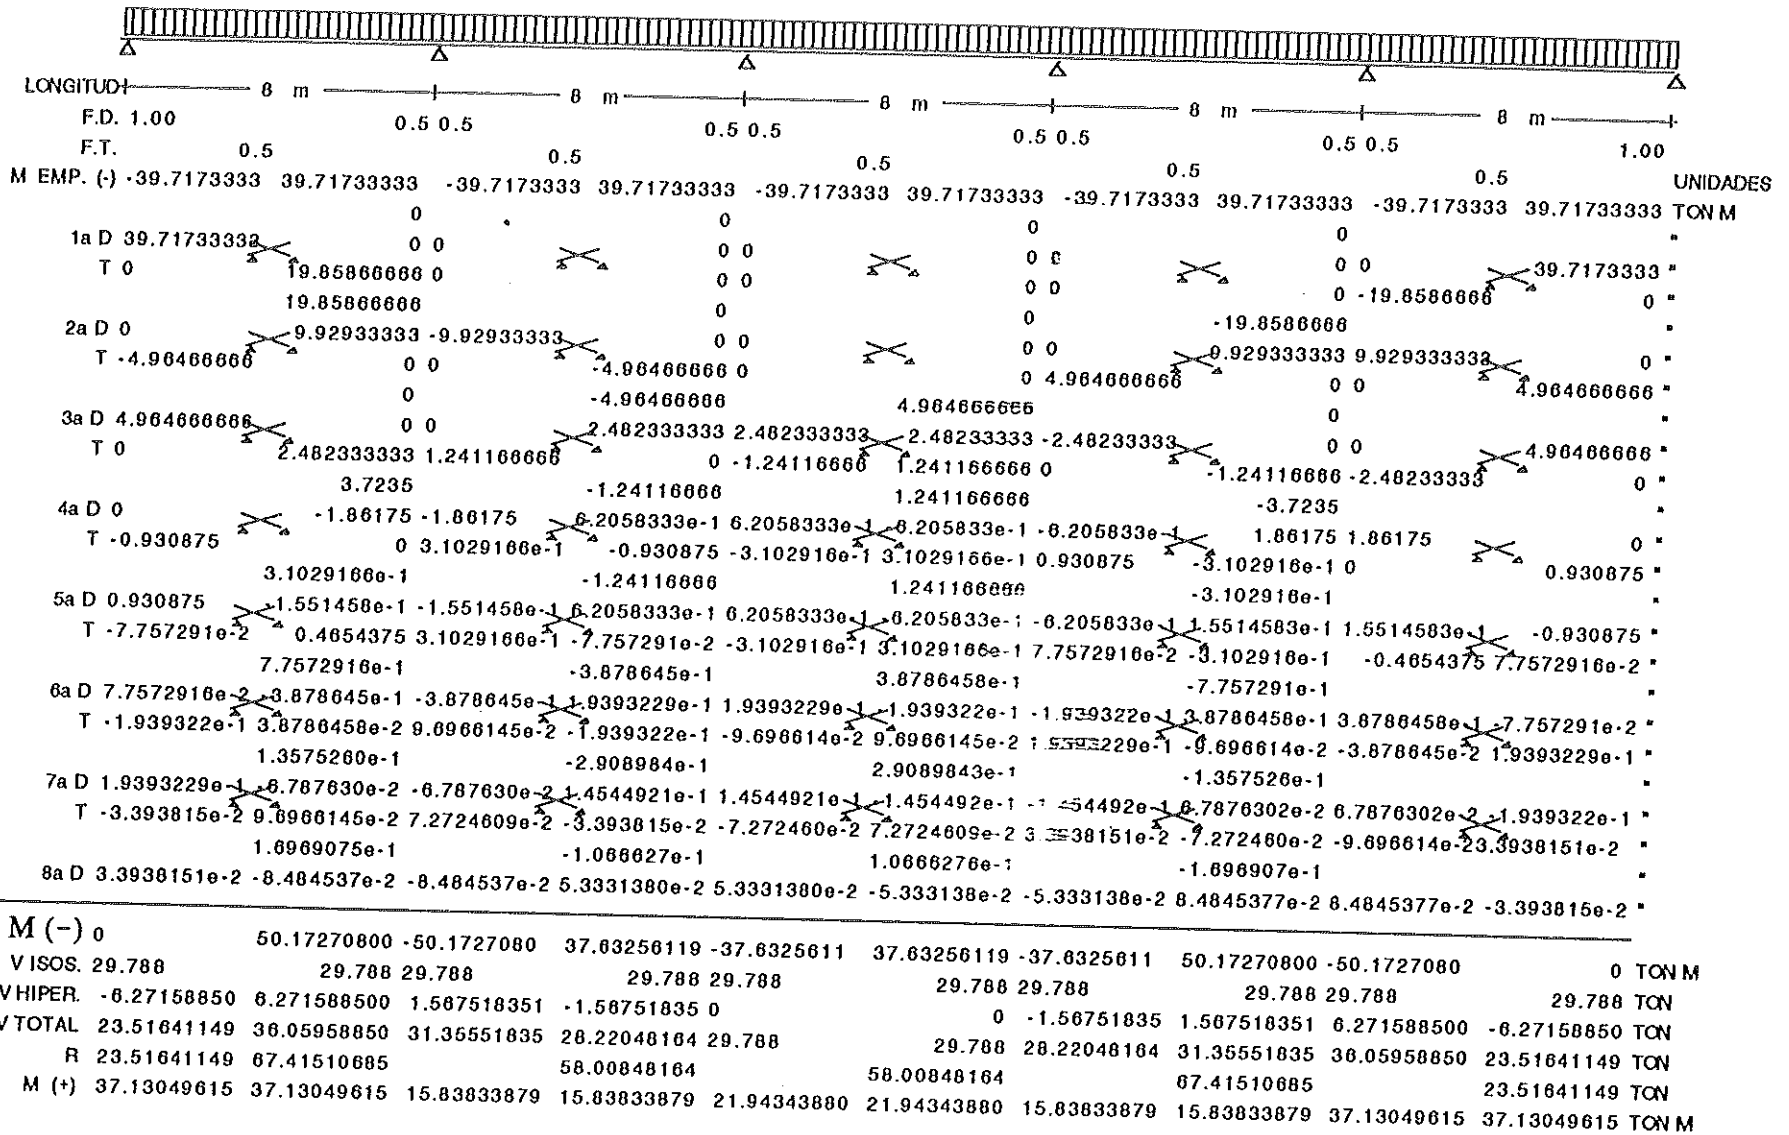 LONGITUD 8 m 8 m 8 m 8 m 8 m
F.D. 1.00 0.5 0.5 0.5 0.5 0.5 0.5 0.5 0.5 1.00
F.T. 0.5 0.5 0.5 0.5 0.5 UNIDADES
M EMP. (-) -39.7173333 39.71733333 -39.7173333 39.71733333 -39.7173333 39.71733333 -39.7173333 39.71733333 -39.7173333 39.71733333 TON M
0 0 0 0 "
1a D 39.71733333 0 0 0 0 0 0 0 0 -39.7173333 "
T 0 19.85866666 0 0 0 0 0 0 -19.8586666 0 "
19.85866666 0 0 -19.8586666 "
2a D 0 -9.92933333 -9.92933333 0 0 0 0 9.929333333 9.929333333 0 "
T -4.96466666 0 0 -4.96466666 0 0 4.964666666 0 0 4.964666666 "
0 -4.96466666 4.964666666 0 "
3a D 4.964666666 0 0 2.482333333 2.482333333 -2.48233333 -2.48233333 0 0 -4.96466666 "
T 0 2.482333333 1.241166666 0 -1.24116666 1.241166666 0 -1.24116666 -2.48233333 0 "
3.7235 -1.24116666 1.241166666 -3.7235 "
4a D 0 -1.86175 -1.86175 6.2058333e-1 6.2058333e-1 -6.205833e-1 -6.205833e-1 1.86175 1.86175 0 "
T -0.930875 0 3.1029166e-1 -0.930875 -3.102916e-1 3.1029166e-1 0.930875 -3.102916e-1 0 0.930875 "
3.1029166e-1 -1.24116666 1.241166666 -3.102916e-1 "
5a D 0.930875 -1.551458e-1 -1.551458e-1 6.2058333e-1 6.2058333e-1 -6.205833e-1 -6.205833e-1 1.5514583e-1 1.5514583e-1 -0.930875 "
T -7.757291e-2 0.4654375 3.1029166e-1 -7.757291e-2 -3.102916e-1 3.1029166e-1 7.7572916e-2 -3.102916e-1 -0.4654375 7.7572916e-2 "
7.7572916e-1 -3.878645e-1 3.8786458e-1 -7.757291e-1 "
6a D 7.7572916e-2 -3.878645e-1 -3.878645e-1 1.9393229e-1 1.9393229e-1 -1.939322e-1 -1.939322e-1 3.8786458e-1 3.8786458e-1 -7.757291e-2 "
T -1.939322e-1 3.8786458e-2 9.6966145e-2 -1.939322e-1 -9.696614e-2 9.6966145e-2 1.9393229e-1 -9.696614e-2 -3.878645e-2 1.9393229e-1 "
1.3575260e-1 -2.908984e-1 2.9089843e-1 -1.357526e-1 "
7a D 1.9393229e-1 -6.787630e-2 -6.787630e-2 1.4544921e-1 1.4544921e-1 -1.454492e-1 -1.454492e-1 6.7876302e-2 6.7876302e-2 -1.939322e-1 "
T -3.393815e-2 9.6966145e-2 7.2724609e-2 -3.393815e-2 -7.272460e-2 7.2724609e-2 3.3938151e-2 -7.272460e-2 -9.696614e-2 3.3938151e-2 "
1.6969075e-1 -1.066627e-1 1.0666276e-1 -1.696907e-1 "
8a D 3.3938151e-2 -8.484537e-2 -8.484537e-2 5.3331380e-2 5.3331380e-2 -5.333138e-2 -5.333138e-2 8.4845377e-2 8.4845377e-2 -3.393815e-2 "
M (-) 0 50.17270800 -50.1727080 37.63256119 -37.6325611 37.63256119 -37.6325611 50.17270800 -50.1727080 0 TON M
V ISOS. 29.788 29.788 29.788 29.788 29.788 29.788 29.788 29.788 29.788 29.788 TON
V HIPER. -6.27158850 6.271588500 1.567518351 -1.56751835 0 0 -1.56751835 1.567518351 6.271588500 -6.27158850 TON
V TOTAL 23.51641149 36.05958850 31.35551835 28.22048164 29.788 29.788 28.22048164 31.35551835 36.05958850 23.51641149 TON
R 23.51641149 67.41510685 58.00848164 58.00848164 67.41510685 23.51641149 TON
M (+) 37.13049615 37.13049615 15.83833879 15.83833879 21.94343880 21.94343880 15.83833879 15.83833879 37.13049615 37.13049615 TON M